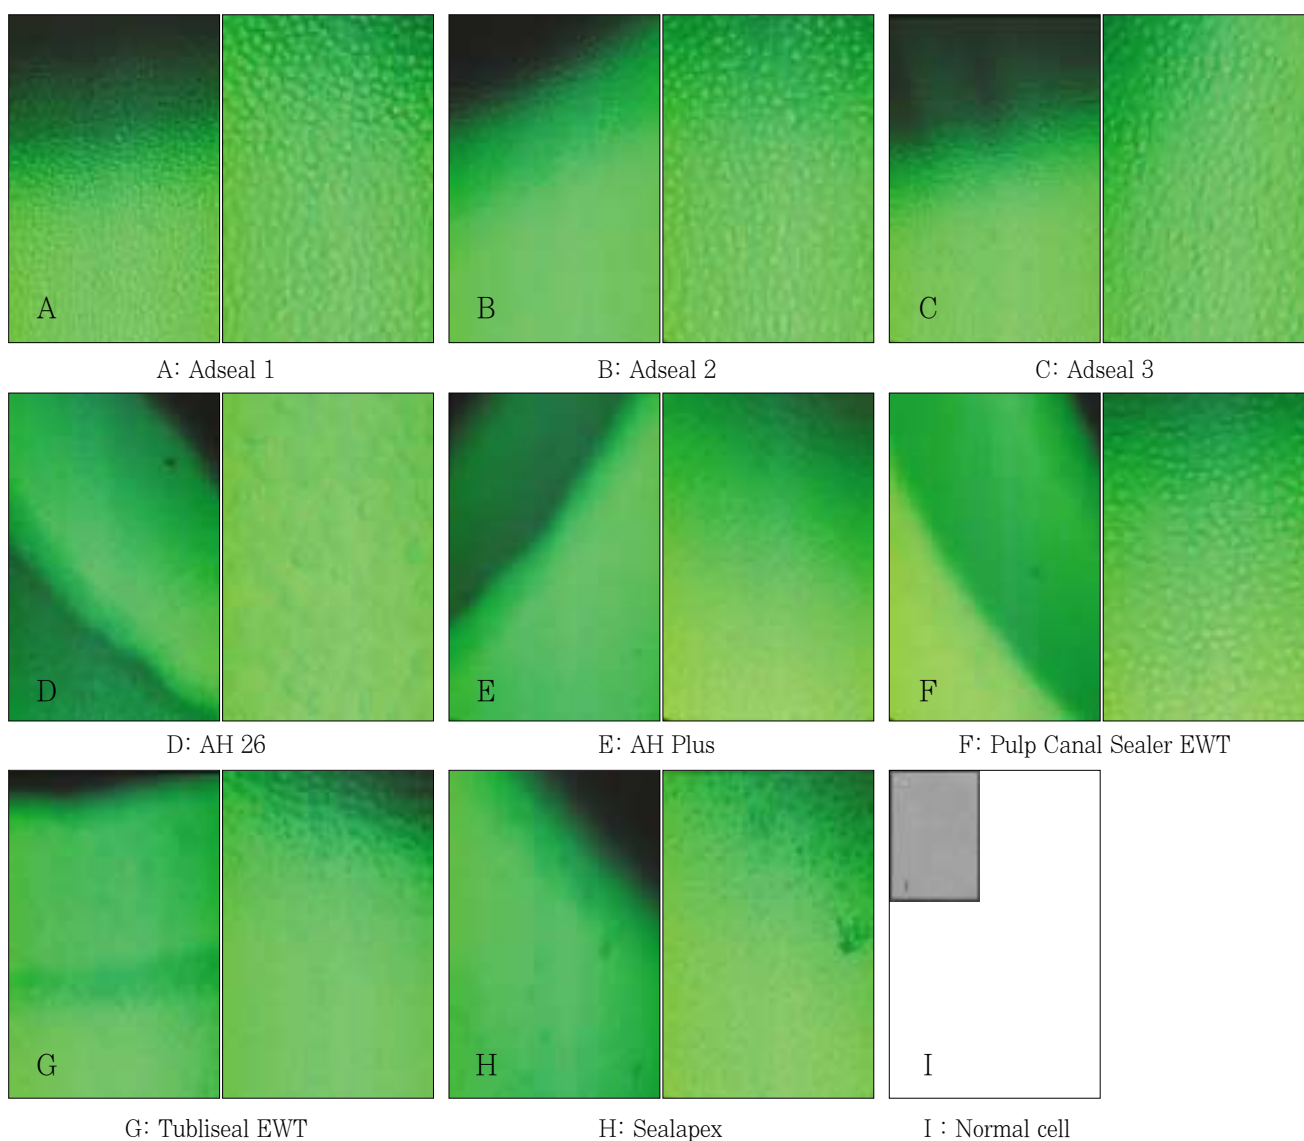 A
B
C
A: Adseal 1
B: Adseal 2
C: Adseal 3
D
E
F
D: AH 26
E: AH Plus
F: Pulp Canal Sealer EWT
G
H
I
G: Tubliseal EWT
H: Sealapex
I : Normal cell